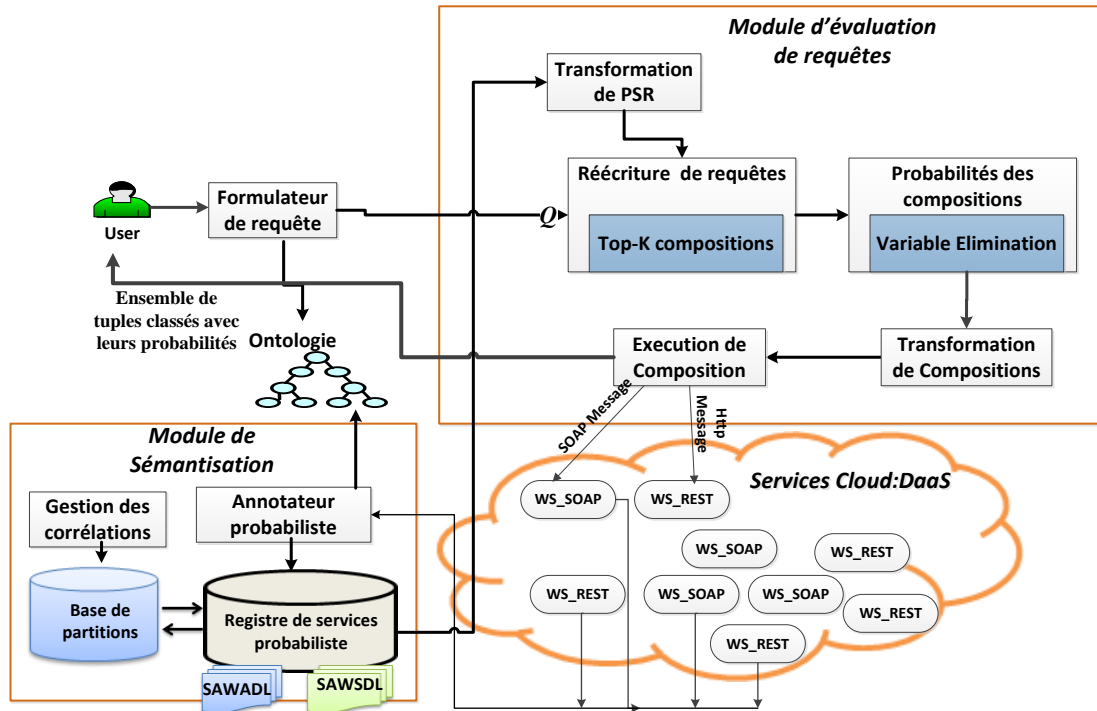 Module d'évaluation
de requêtes
Transformation
de PSR
Réécriture de requêtes
Top-K compositions
Probabilités des
compositions
Variable Elimination
User
Formulateur
de requête
Q
Ensemble de
tuples classés avec
leurs probabilités
Ontologie
Execution de
Composition
Transformation
de Compositions
SOAP Message
Http
Message
Module de
Sémantisation
Gestion des
corrélations
Annotateur
probabiliste
Base de
partitions
Registre de services
probabiliste
SAWADL
SAWSDL
Services Cloud:DaaS
WS_SOAP
WS_REST
WS_SOAP
WS_REST
WS_REST
WS_SOAP
WS_SOAP
WS_REST
WS_REST